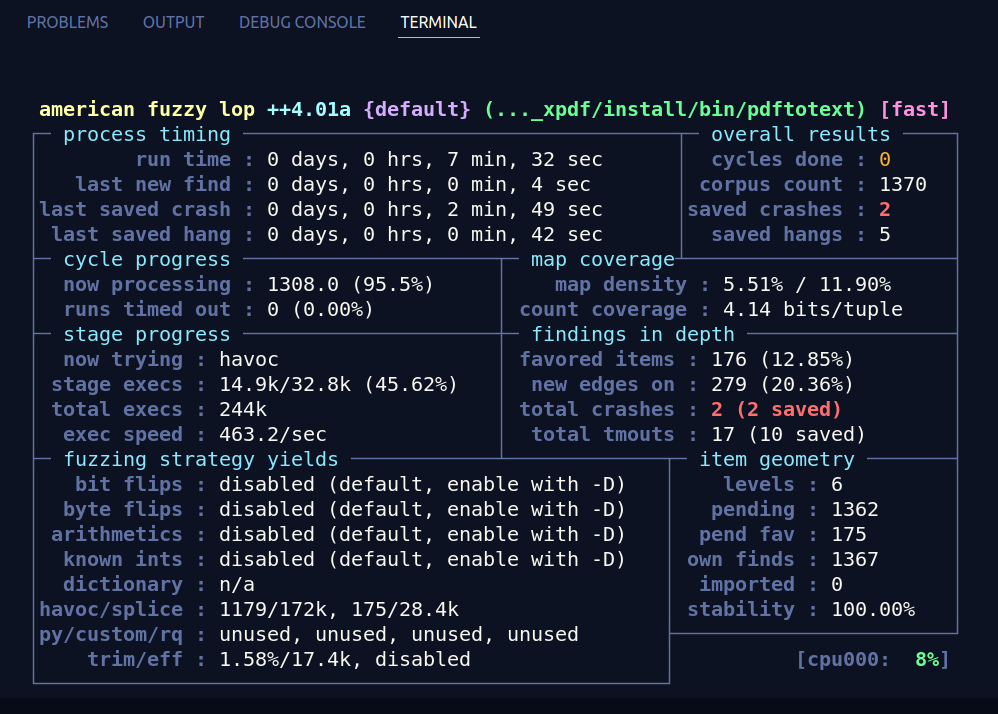 PROBLEMS OUTPUT DEBUG CONSOLE TERMINAL
american fuzzy lop ++4.01a {default} (..._xpdf/install/bin/pdftotext) [fast]
process timing overall results
run time : 0 days, 0 hrs, 7 min, 32 sec cycles done : 0
last new find : 0 days, 0 hrs, 0 min, 4 sec corpus count : 1370
last saved crash : 0 days, 0 hrs, 2 min, 49 sec saved crashes : 2
last saved hang : 0 days, 0 hrs, 0 min, 42 sec saved hangs : 5
cycle progress map coverage
now processing : 1308.0 (95.5%) map density : 5.51% / 11.90%
runs timed out : 0 (0.00%) count coverage : 4.14 bits/tuple
stage progress findings in depth
now trying : havoc favored items : 176 (12.85%)
stage execs : 14.9k/32.8k (45.62%) new edges on : 279 (20.36%)
total execs : 244k total crashes : 2 (2 saved)
exec speed : 463.2/sec total tmouts : 17 (10 saved)
fuzzing strategy yields item geometry
bit flips : disabled (default, enable with -D) levels : 6
byte flips : disabled (default, enable with -D) pending : 1362
arithmetics : disabled (default, enable with -D) pend fav : 175
known ints : disabled (default, enable with -D) own finds : 1367
dictionary : n/a imported : 0
havoc/splice : 1179/172k, 175/28.4k stability : 100.00%
py/custom/rq : unused, unused, unused, unused
trim/eff : 1.58%/17.4k, disabled [cpu000: 8%]